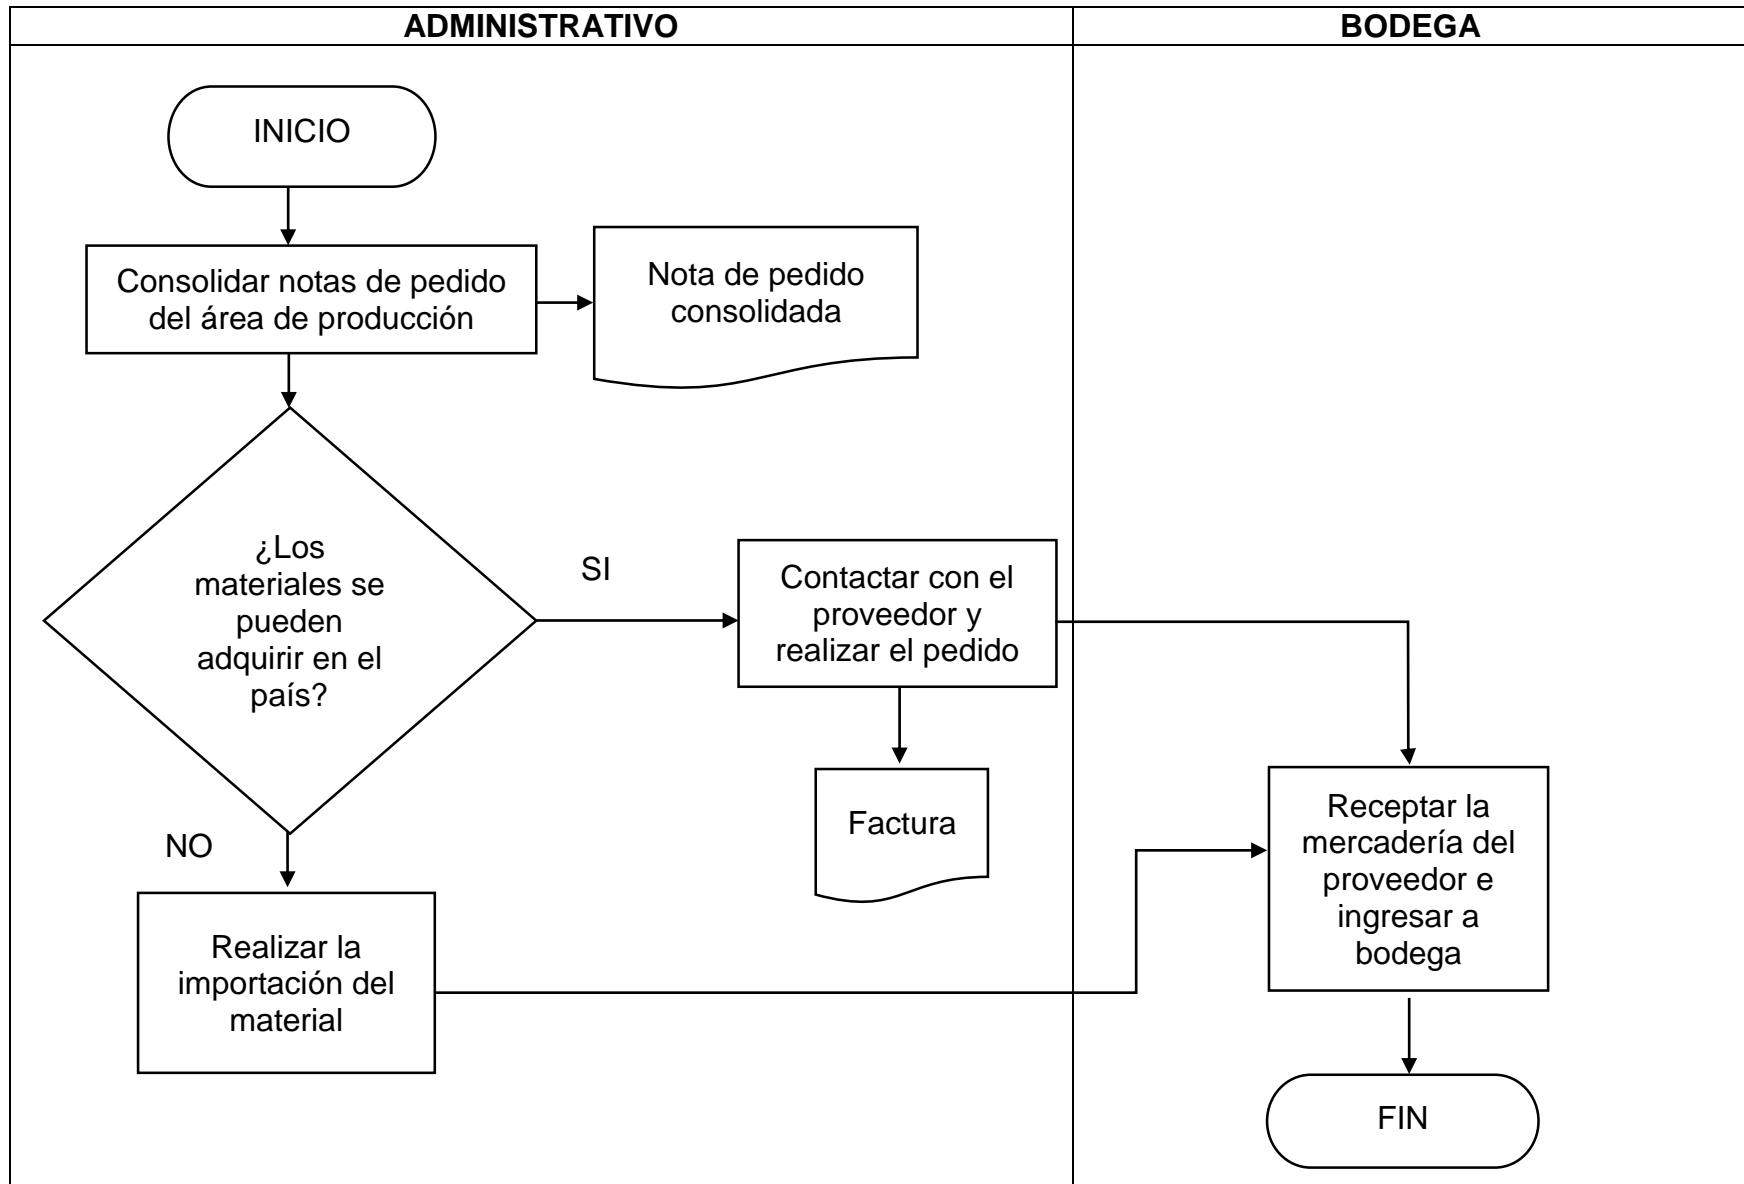 ADMINISTRATIVO
BODEGA
INICIO
Consolidar notas de pedido
del área de producción
Nota de pedido
consolidada
¿Los
materiales se
pueden
adquirir en el
país?
SI
Contactar con el
proveedor y
realizar el pedido
Factura
NO
Realizar la
importación del
material
Receptar la
mercadería del
proveedor e
ingresar a
bodega
FIN